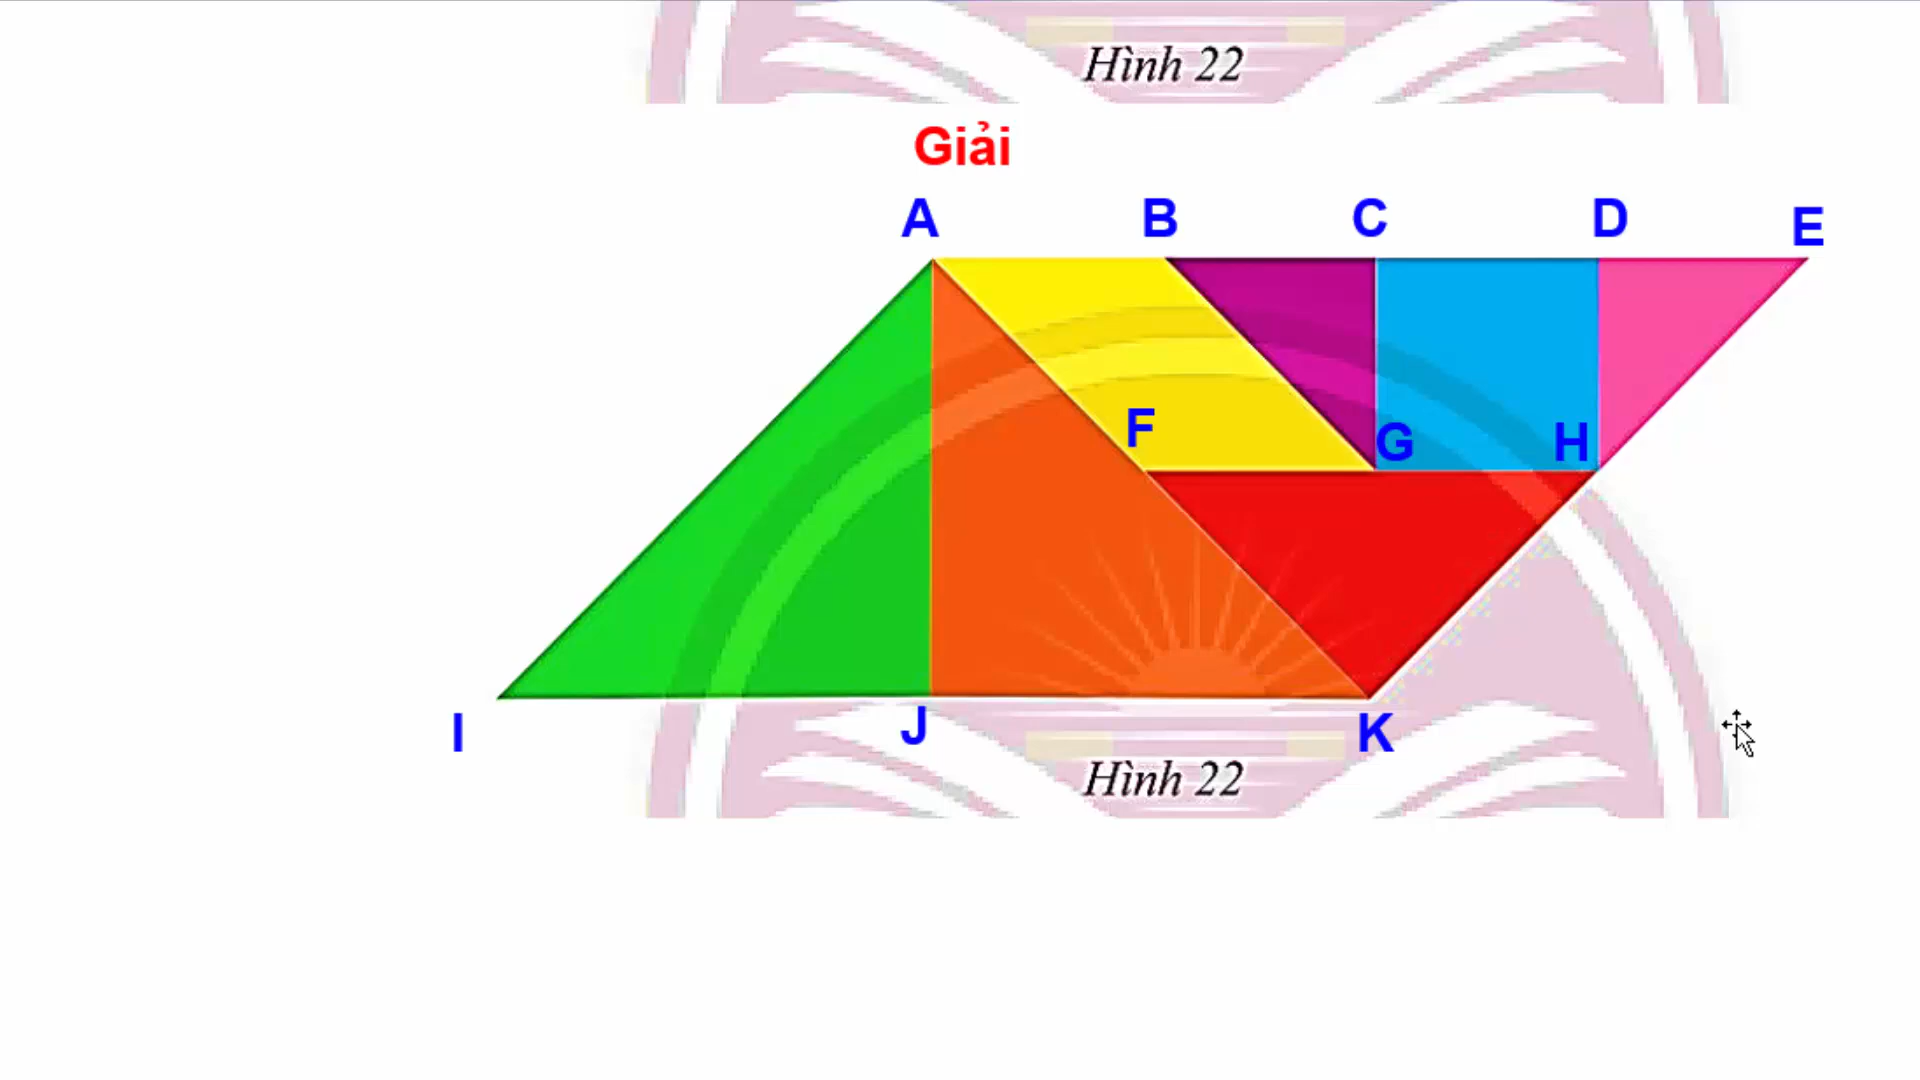 Hình 22
Giải
A B C D E
F G H
I J K
Hình 22